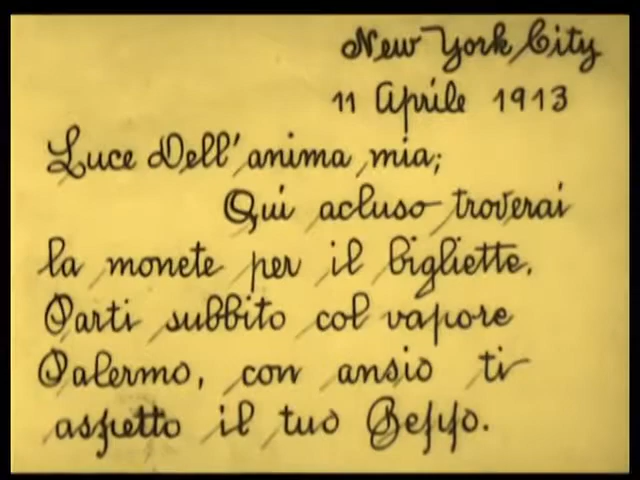 New York City
11 Aprile 1913
Luce Dell'anima mia;
Qui acluso troverai
la monete per il bigliette.
Parti subbito col vapore
Palermo, con ansio ti
aspetto il tuo Beppo.